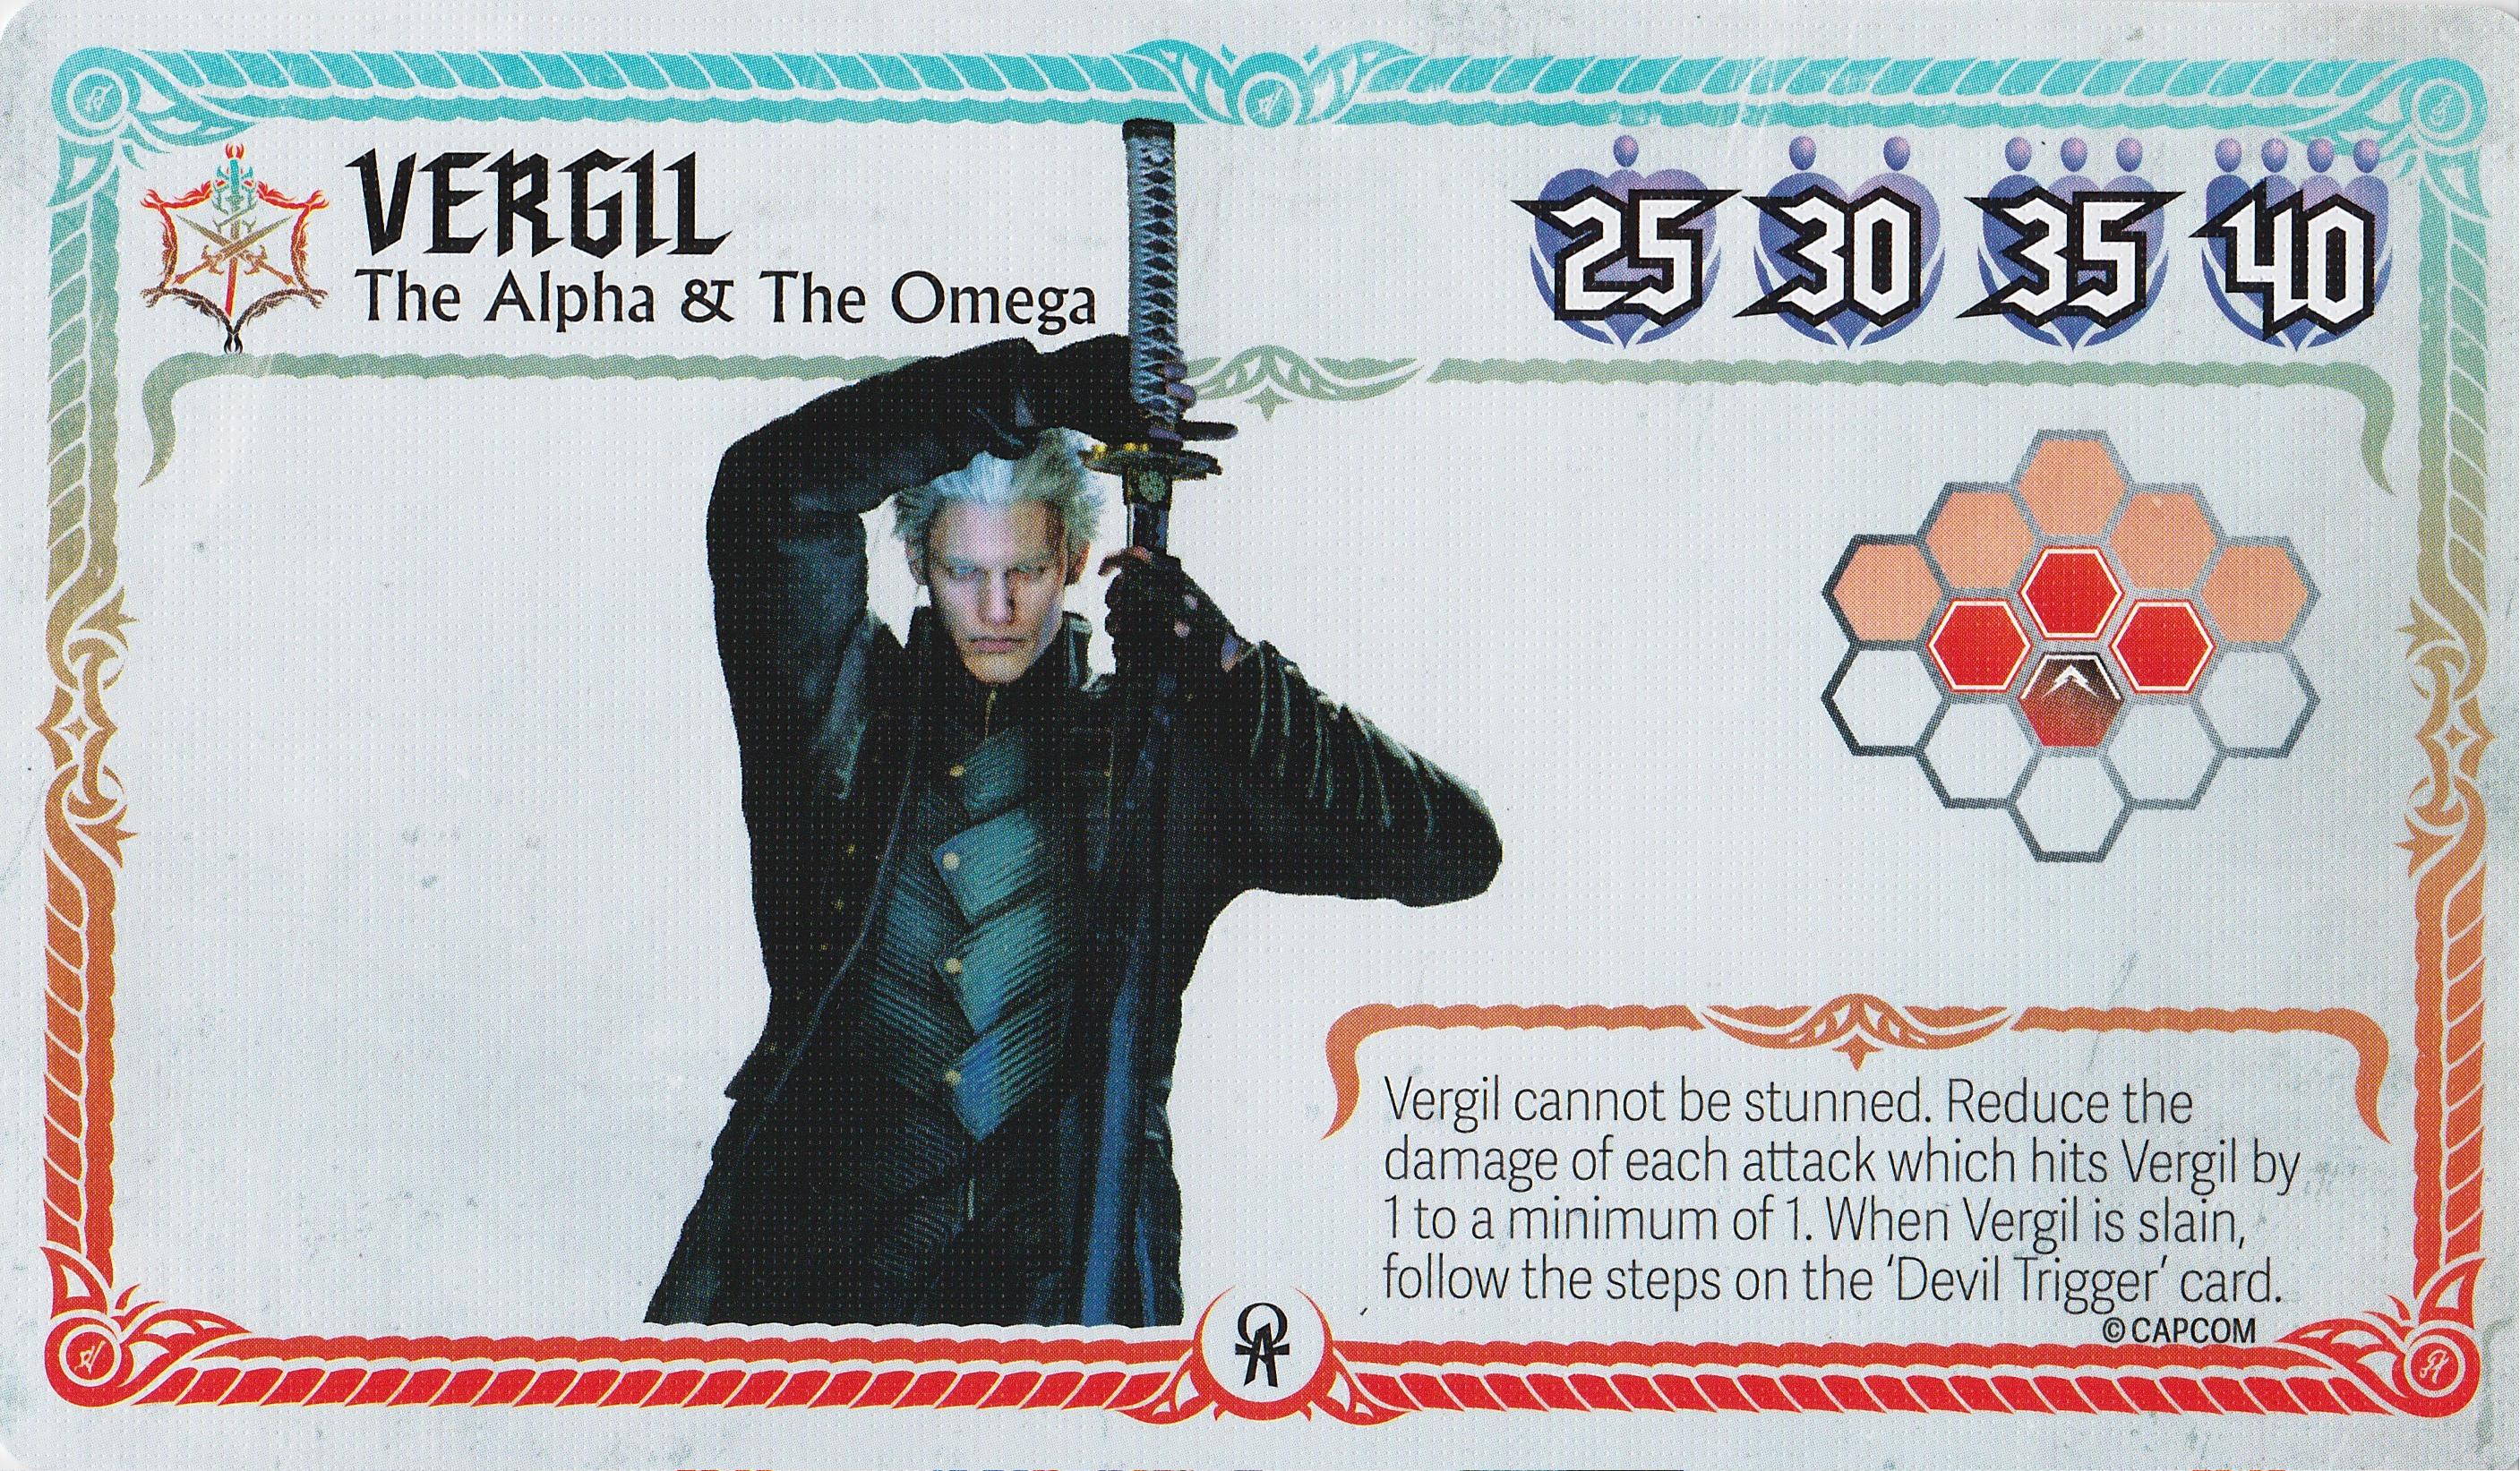 VERGIL
The Alpha & The Omega
25 30 35 40
Vergil cannot be stunned. Reduce the
damage of each attack which hits Vergil by
1 to a minimum of 1. When Vergil is slain,
follow the steps on the ‘Devil Trigger’ card.
© CAPCOM